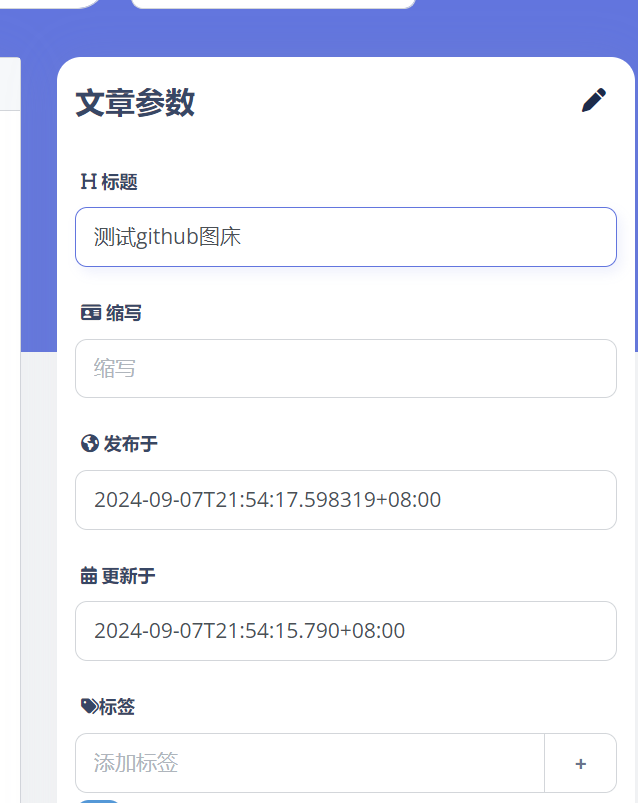 文章参数
H 标题
测试github图床
缩写
缩写
发布于
2024-09-07T21:54:17.598319+08:00
更新于
2024-09-07T21:54:15.790+08:00
标签
添加标签 +